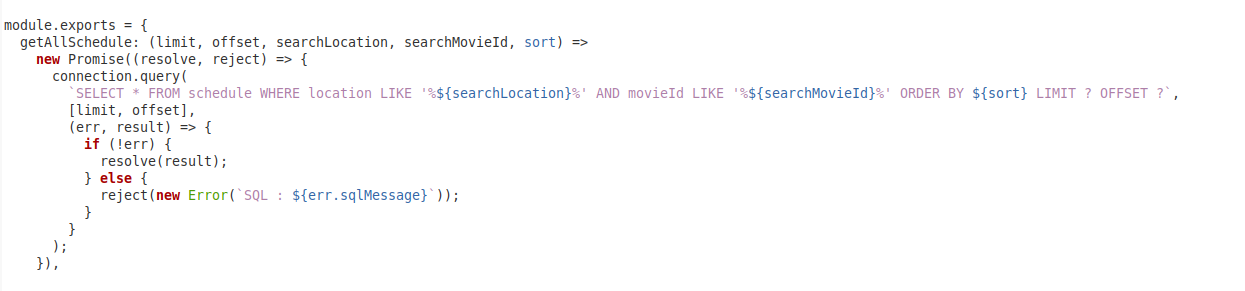 module.exports = {
  getAllSchedule: (limit, offset, searchLocation, searchMovieId, sort) =>
    new Promise((resolve, reject) => {
      connection.query(
        `SELECT * FROM schedule WHERE location LIKE '%${searchLocation}%' AND movieId LIKE '%${searchMovieId}%' ORDER BY ${sort} LIMIT ? OFFSET ?`,
        [limit, offset],
        (err, result) => {
          if (!err) {
            resolve(result);
          } else {
            reject(new Error(`SQL : ${err.sqlMessage}`));
          }
        }
      );
    }),